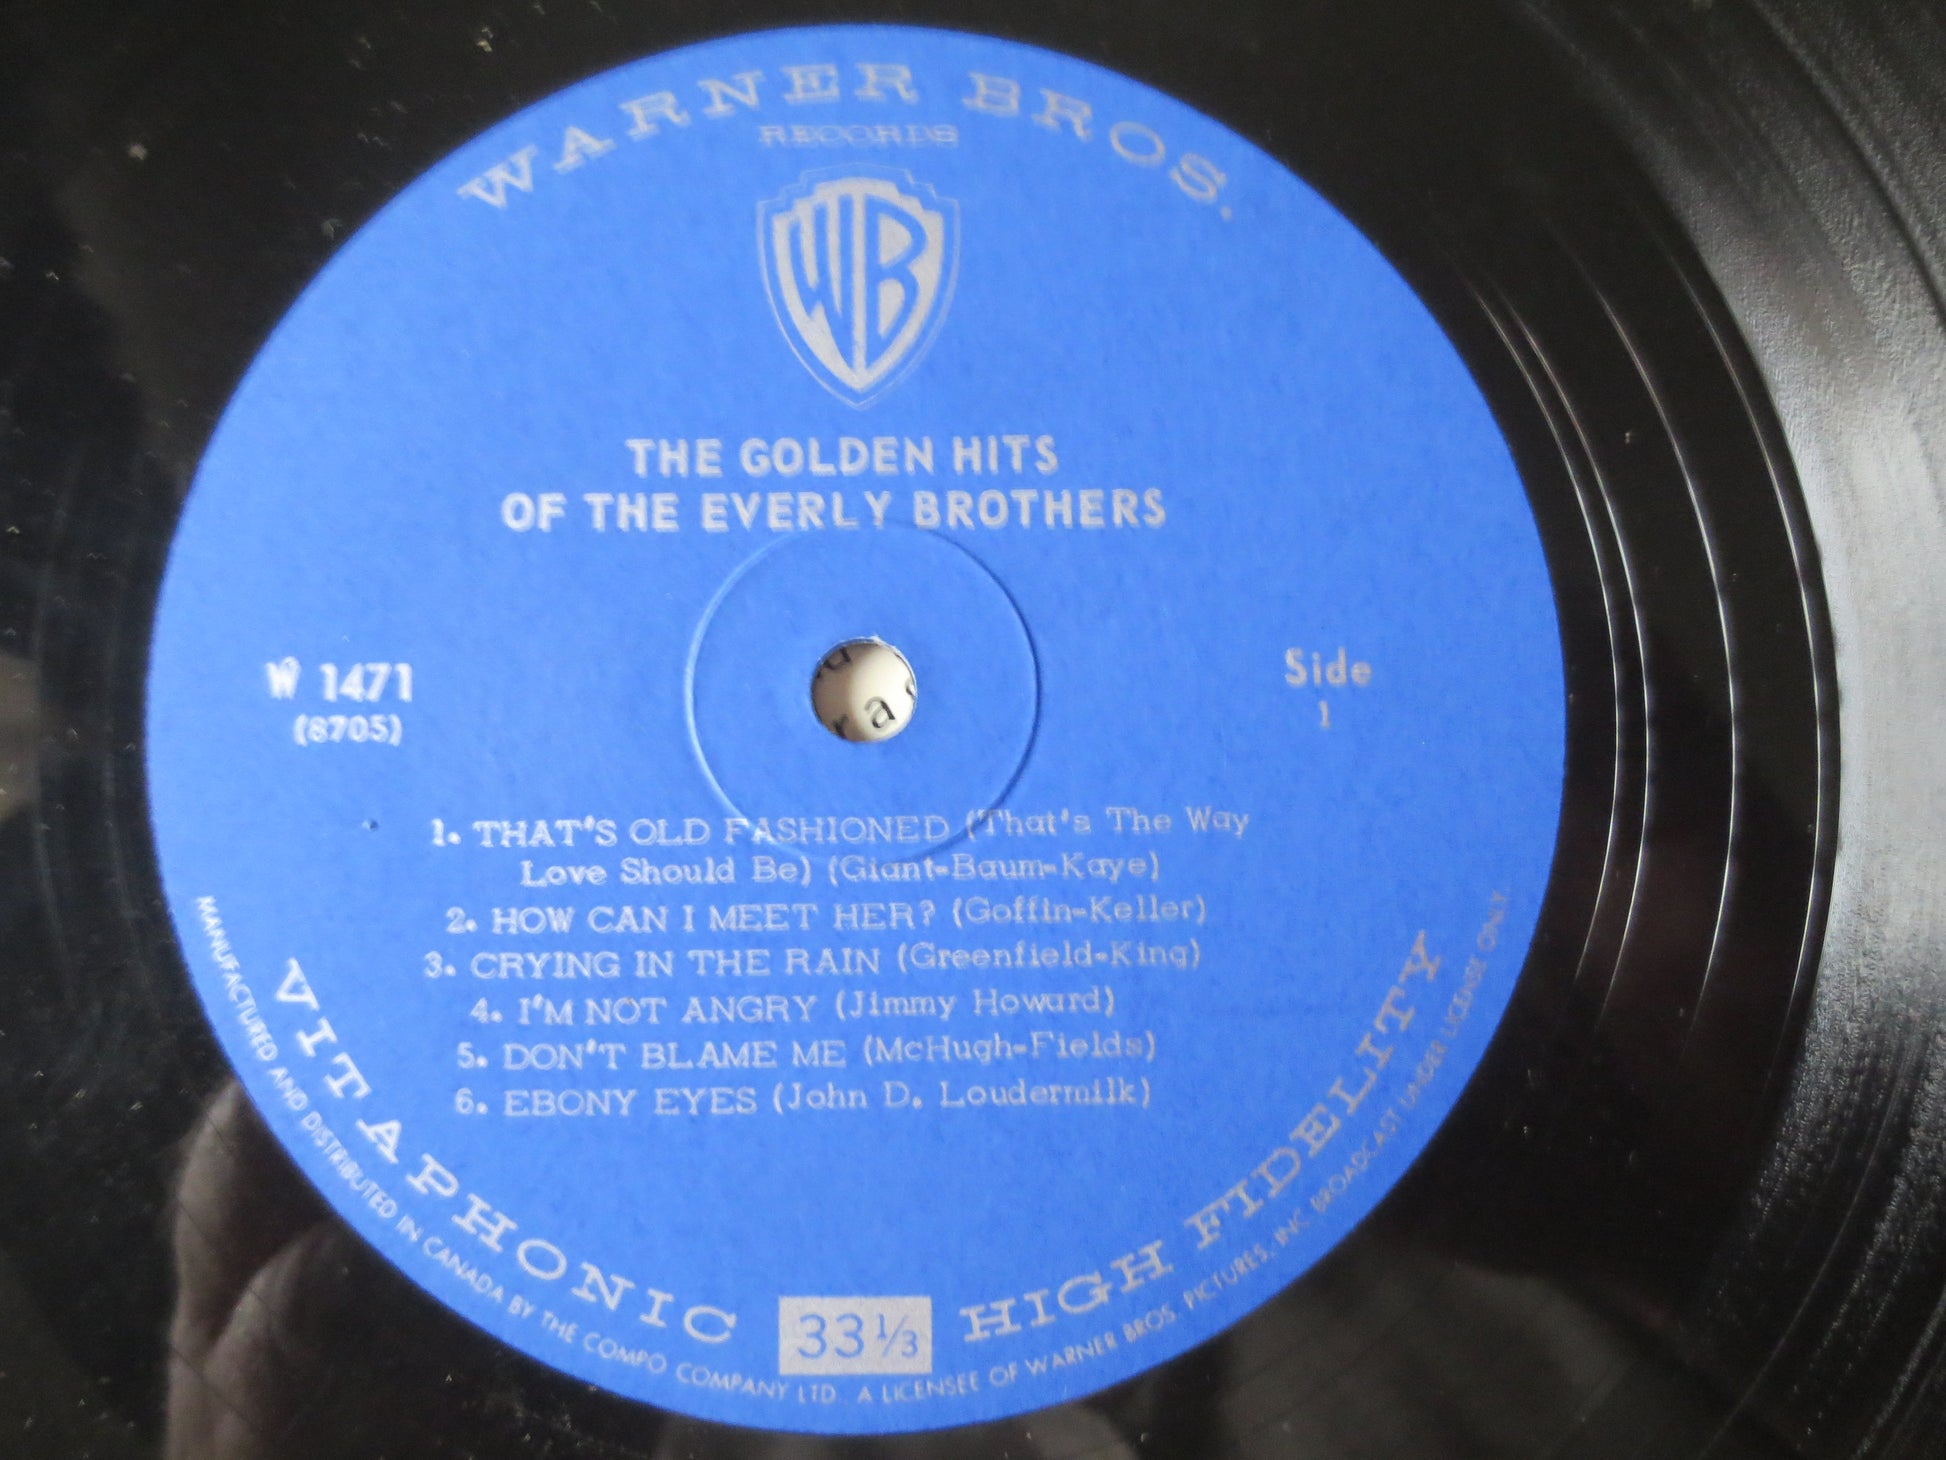 WARNER BROS.
RECORDS
WB
THE GOLDEN HITS
OF THE EVERLY BROTHERS
W 1471
(8705)
Side
1
1. THAT'S OLD FASHIONED (That's The Way
Love Should Be) (Giant-Baum-Kaye)
2. HOW CAN I MEET HER? (Goffin-Keller)
3. CRYING IN THE RAIN (Greenfield-King)
4. I'M NOT ANGRY (Jimmy Howard)
5. DON'T BLAME ME (McHugh-Fields)
6. EBONY EYES (John D. Loudermilk)
VITAPHONIC HIGH FIDELITY
33 1/3
MANUFACTURED AND DISTRIBUTED IN CANADA BY THE COMPO COMPANY LTD. A LICENSEE OF WARNER BROS. PICTURES, INC. BROADCAST UNDER LICENSE ONLY